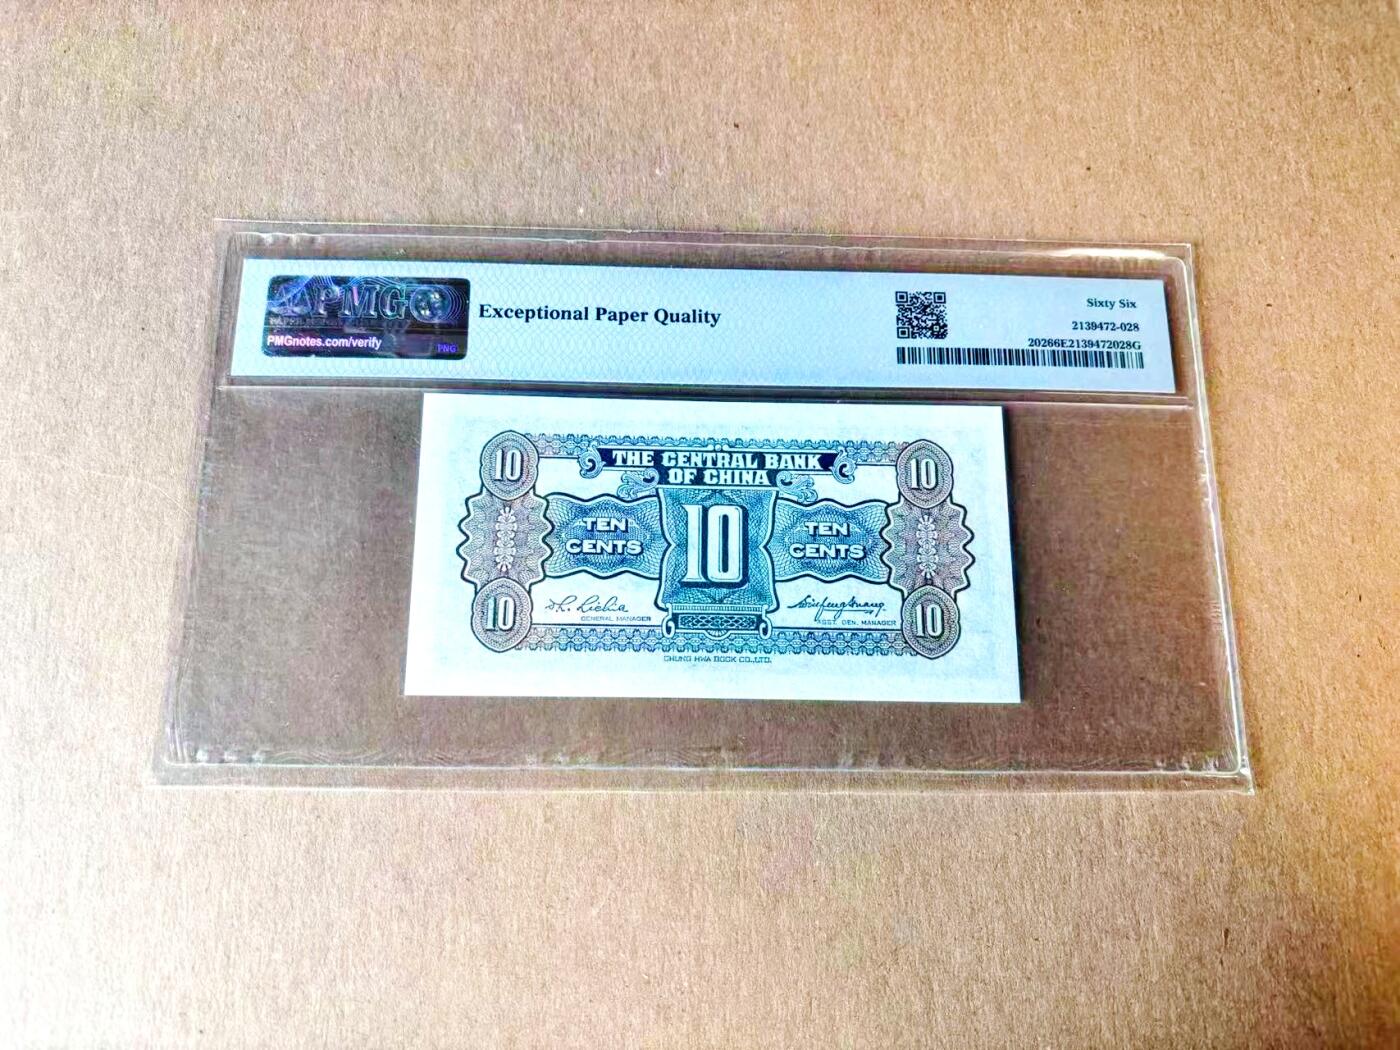 PMG
PMGnotes.com/verify
PNG
Exceptional Paper Quality
Sixty Six
2139472-028
20266E2139472028G
THE CENTRAL BANK
OF CHINA
10 10
TEN CENTS
10
TEN CENTS
10 10
GENERAL MANAGER
ASST. GEN. MANAGER
CHUNG HWA BOOK CO.,LTD.